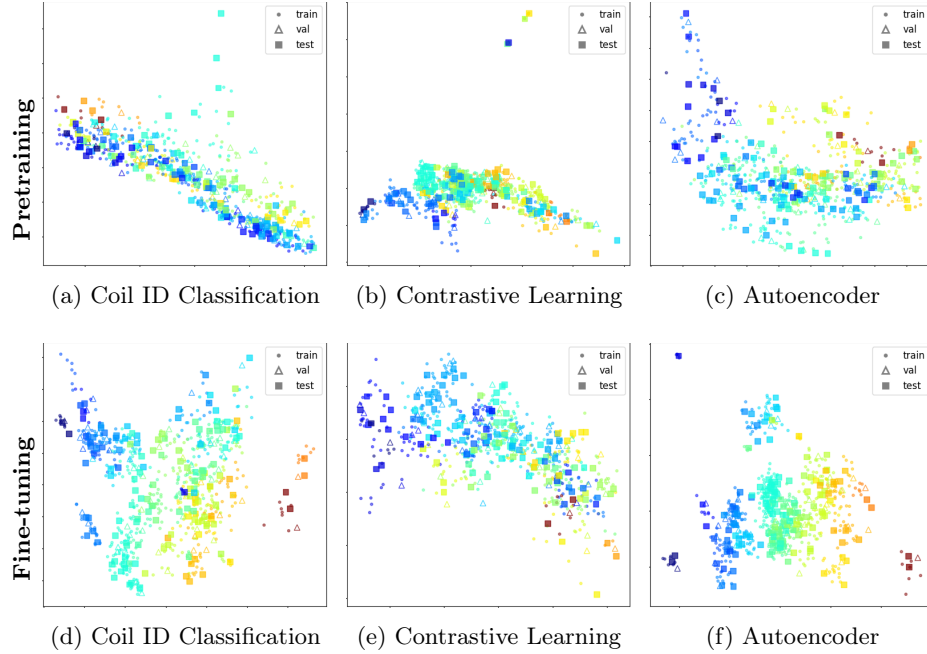 Pretraining
train
val
test
train
val
test
train
val
test
(a) Coil ID Classification
(b) Contrastive Learning
(c) Autoencoder
Fine-tuning
train
val
test
train
val
test
train
val
test
(d) Coil ID Classification
(e) Contrastive Learning
(f) Autoencoder